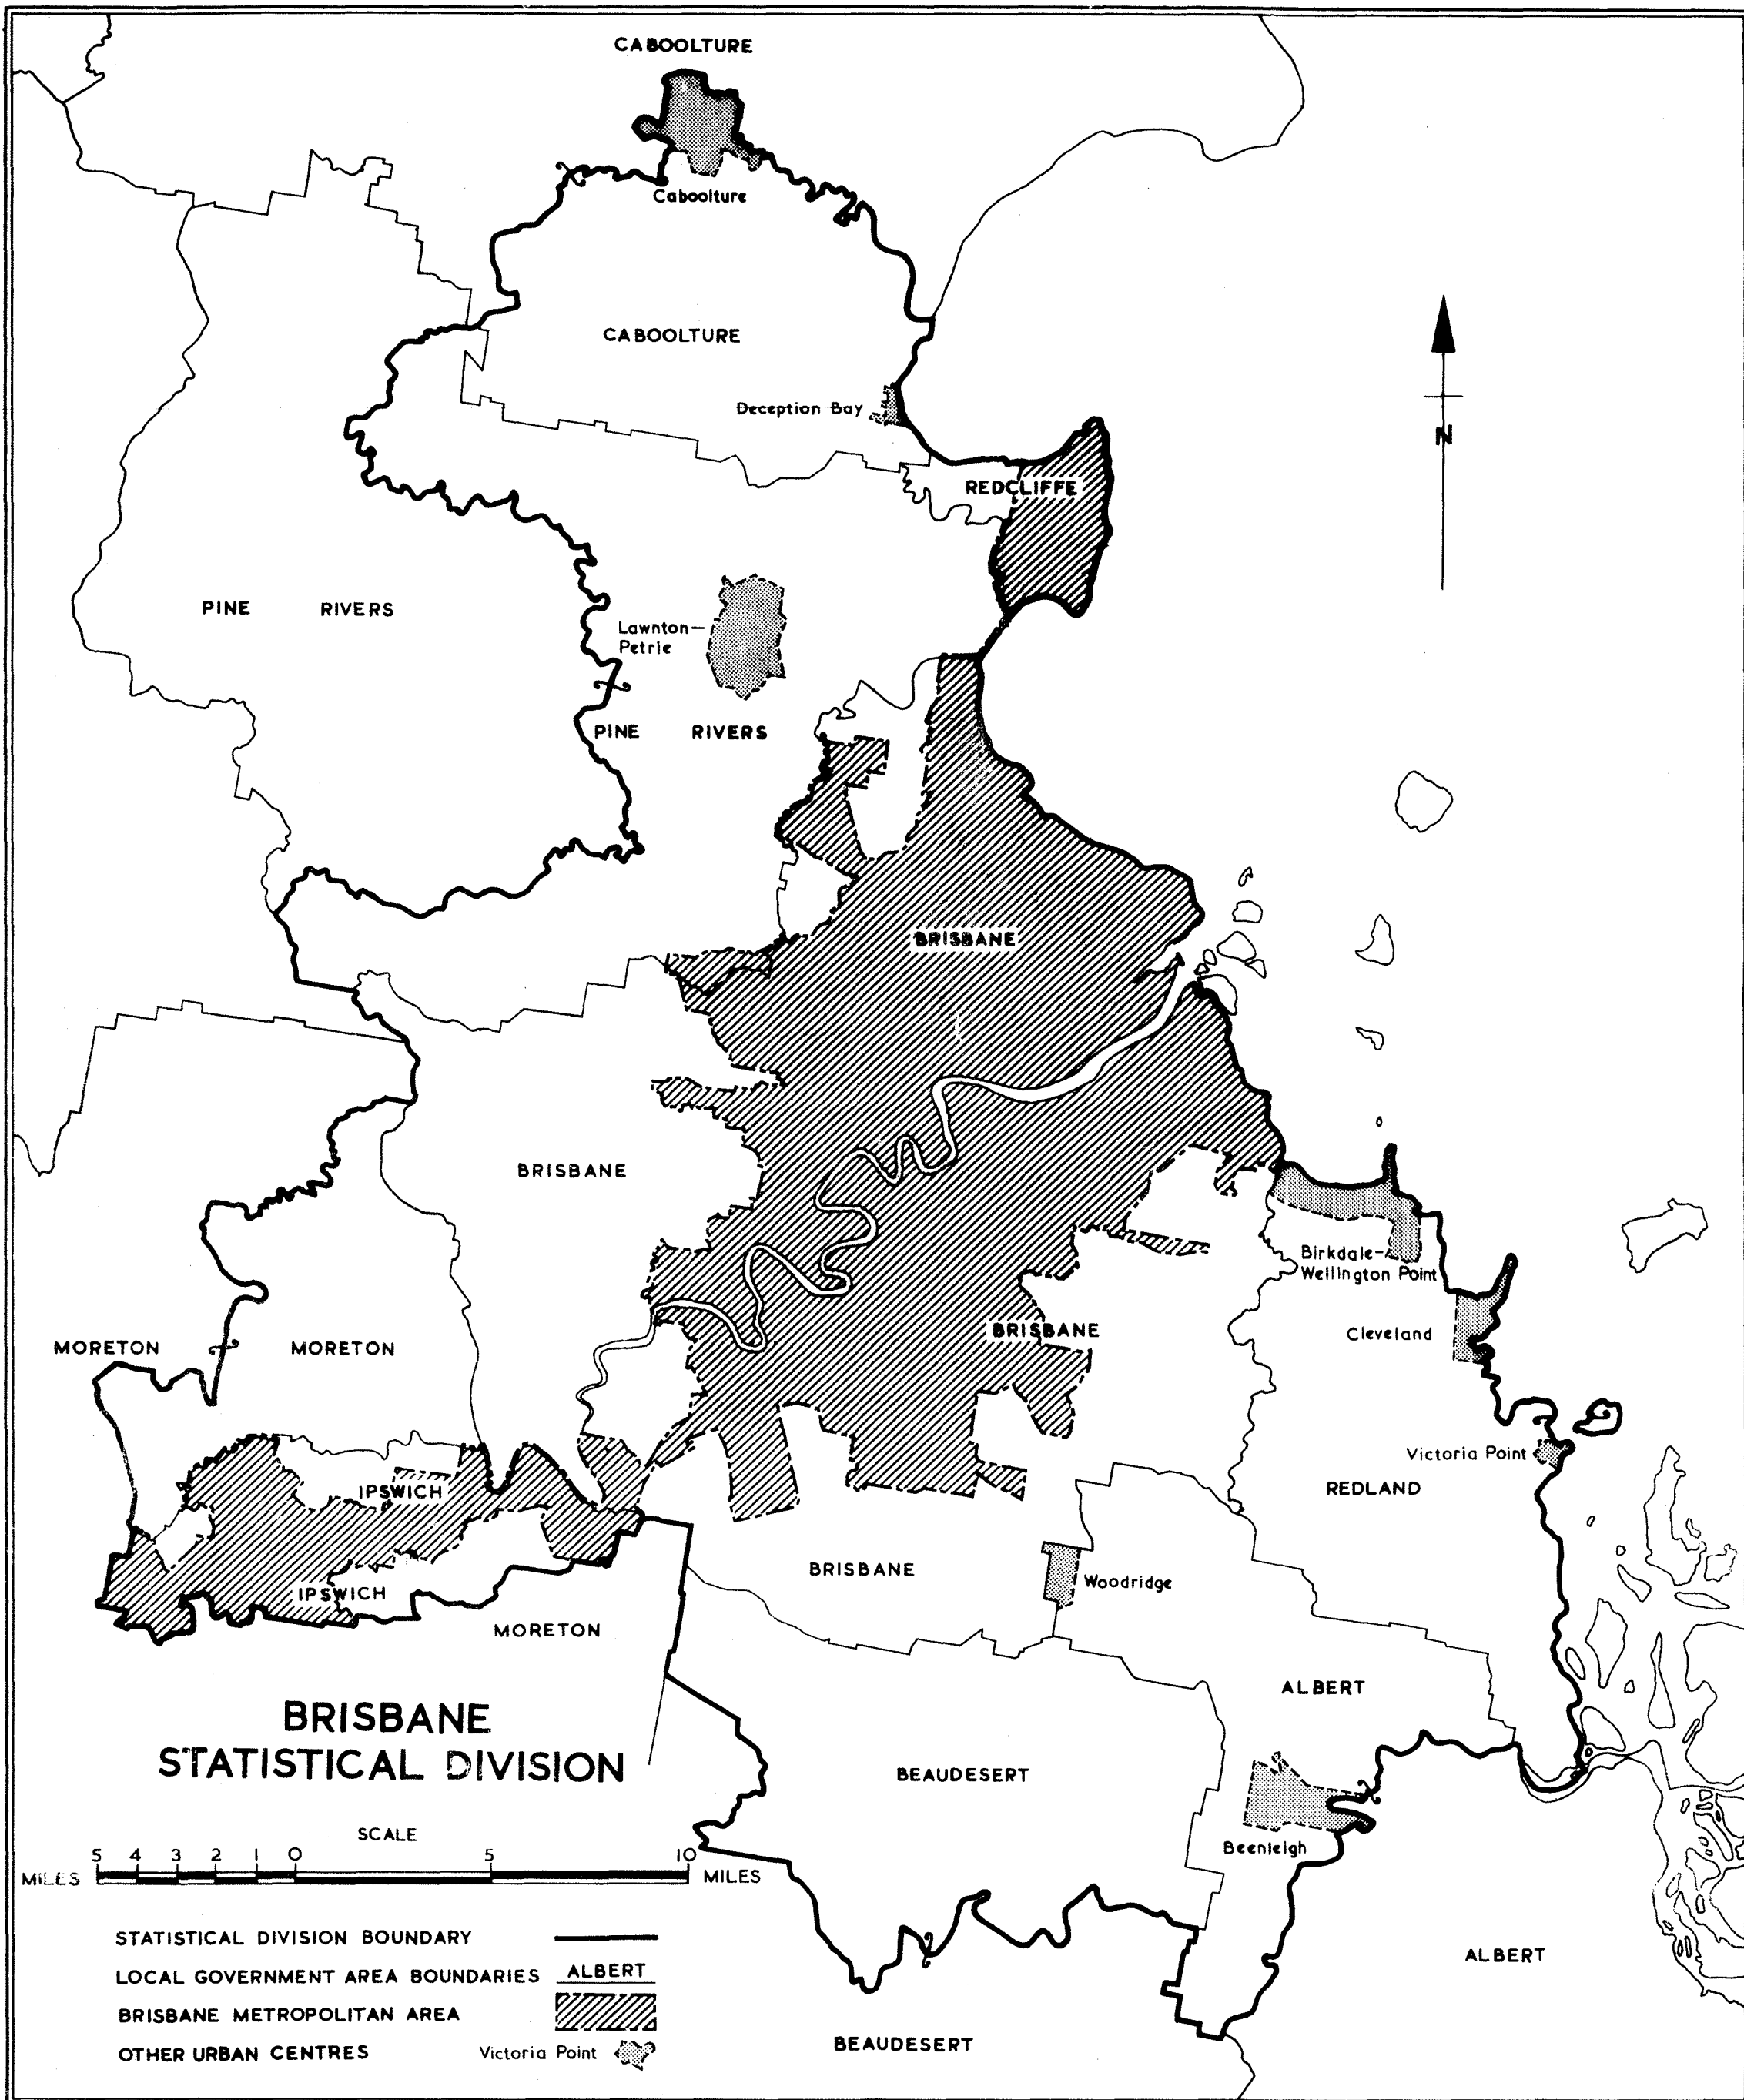 CABOOLTURE
Caboolture
CABOOLTURE
Deception Bay
REDCLIFFE
N
PINE RIVERS
Lawnton—
Petrie
PINE RIVERS
BRISBANE
BRISBANE
Birkdale—
Wellington Point
BRISBANE
Cleveland
MORETON
MORETON
Victoria Point
REDLAND
IPSWICH
BRISBANE
Woodridge
IPSWICH
MORETON
ALBERT
BRISBANE
STATISTICAL DIVISION
BEAUDESERT
Beenleigh
SCALE
5 4 3 2 1 0 5 10
MILES MILES
STATISTICAL DIVISION BOUNDARY
LOCAL GOVERNMENT AREA BOUNDARIES ALBERT
BRISBANE METROPOLITAN AREA
OTHER URBAN CENTRES Victoria Point
ALBERT
BEAUDESERT